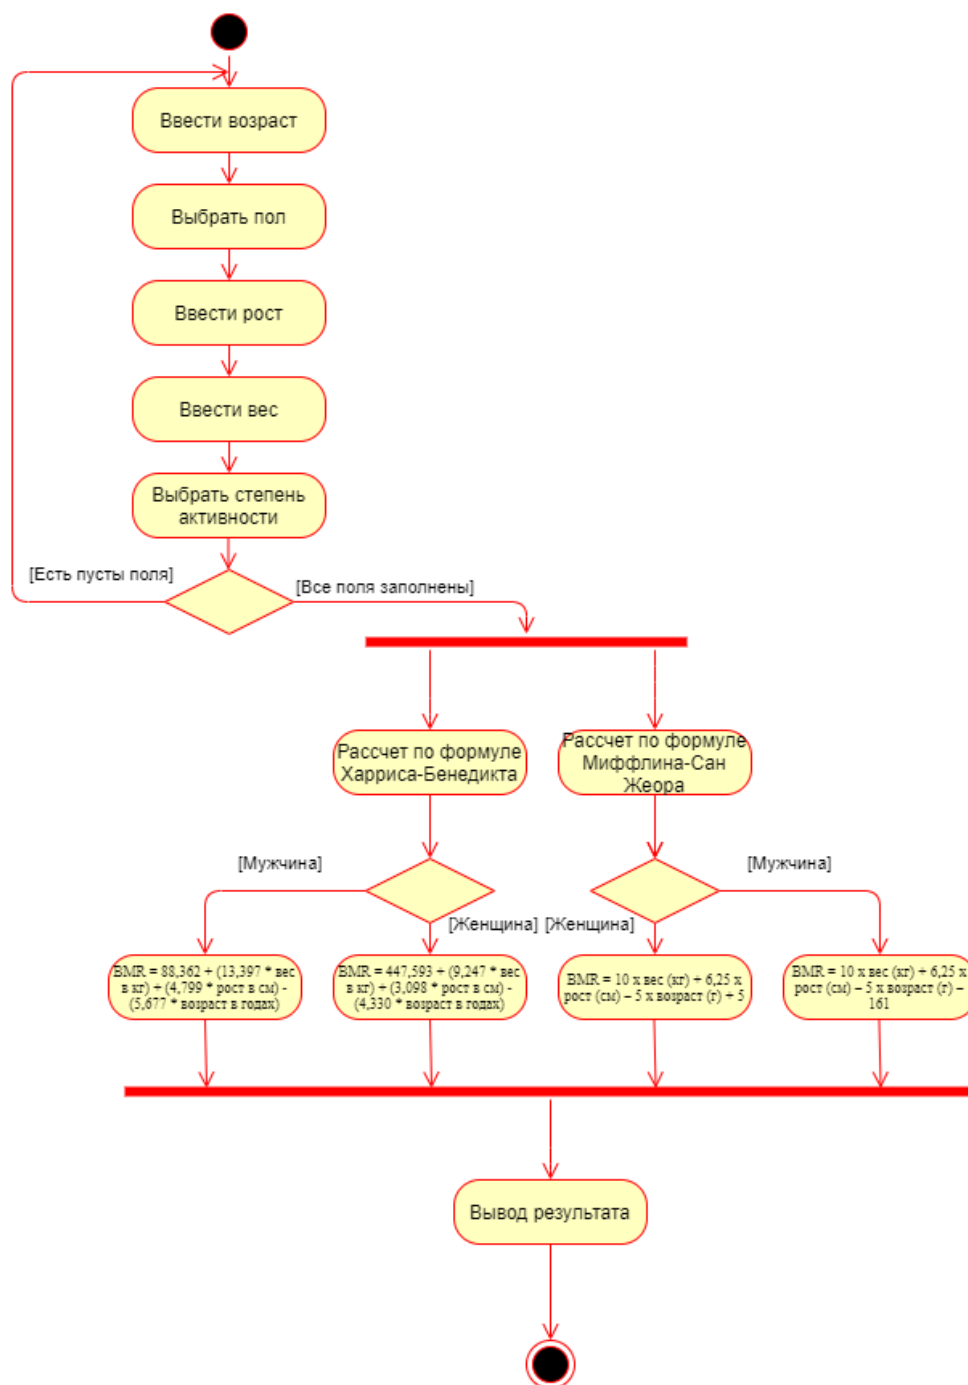 Ввести возраст
Выбрать пол
Ввести рост
Ввести вес
Выбрать степень
активности
[Есть пусты поля]
[Все поля заполнены]
Рассчет по формуле
Харриса-Бенедикта
Рассчет по формуле
Миффлина-Сан
Жеора
[Мужчина]
[Женщина]
[Женщина]
[Мужчина]
BMR = 88,362 + (13,397 * вес
в кг) + (4,799 * рост в см) -
(5,677 * возраст в годах)
BMR = 447,593 + (9,247 * вес
в кг) + (3,098 * рост в см) -
(4,330 * возраст в годах)
BMR = 10 x вес (кг) + 6,25 x
рост (см) – 5 x возраст (г) + 5
BMR = 10 x вес (кг) + 6,25 x
рост (см) – 5 x возраст (г) –
161
Вывод результата